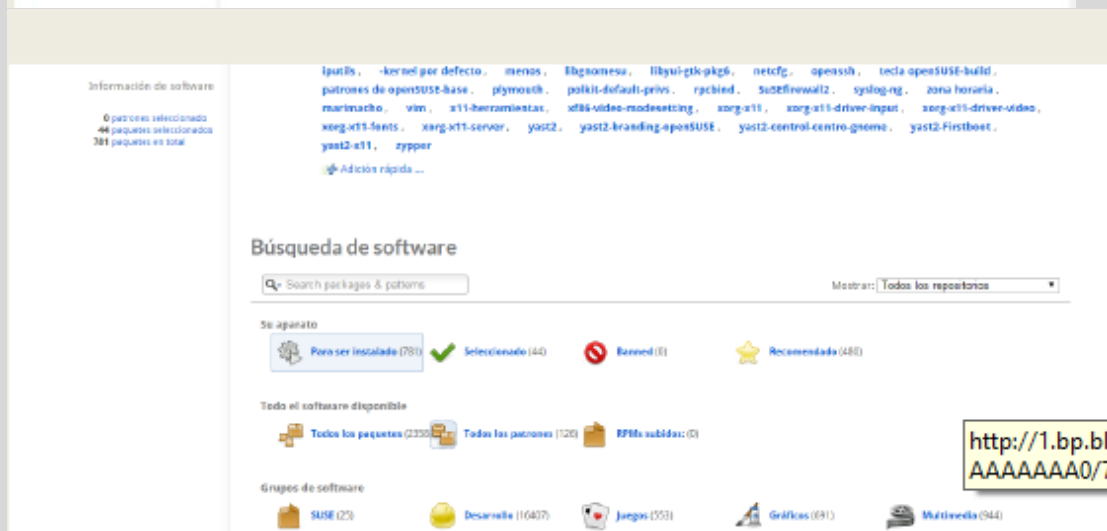 iputils, -kernel por defecto, menos, libgnomesu, libyui-gtk-pkg6, netcfg, openssh, tecla openSUSE-build,
patrones de openSUSE-base, plymouth, polkit-default-privs, rpcbind, SuSEfirewall2, syslog-ng, zona horaria,
marimacho, vim, x11-herramientas, xf86-video-modesetting, xorg-x11, xorg-x11-driver-input, xorg-x11-driver-video,
xorg-x11-fonts, xorg-x11-server, yast2, yast2-branding-openSUSE, yast2-control-centro-gnome, yast2-Firstboot,
yast2-x11, zypper
Adición rápida ...
Información de software
0 patrones seleccionado
44 paquetes seleccionados
781 paquetes en total
Búsqueda de software
Search packages & patterns
Mostrar: Todos los repositorios
Su aparato
Para ser instalado (781) Seleccionado (44) Banned (0) Recomendado (480)
Todo el software disponible
Todos los paquetes (2355 Todos las patrones (126) RPMs subidos: (0)
Grupos de software
SUSE (25) Desarrollo (16407) Juegos (553) Gráficos (691) Multimedia (944)
http://1.bp.bl
AAAAAAA0/7